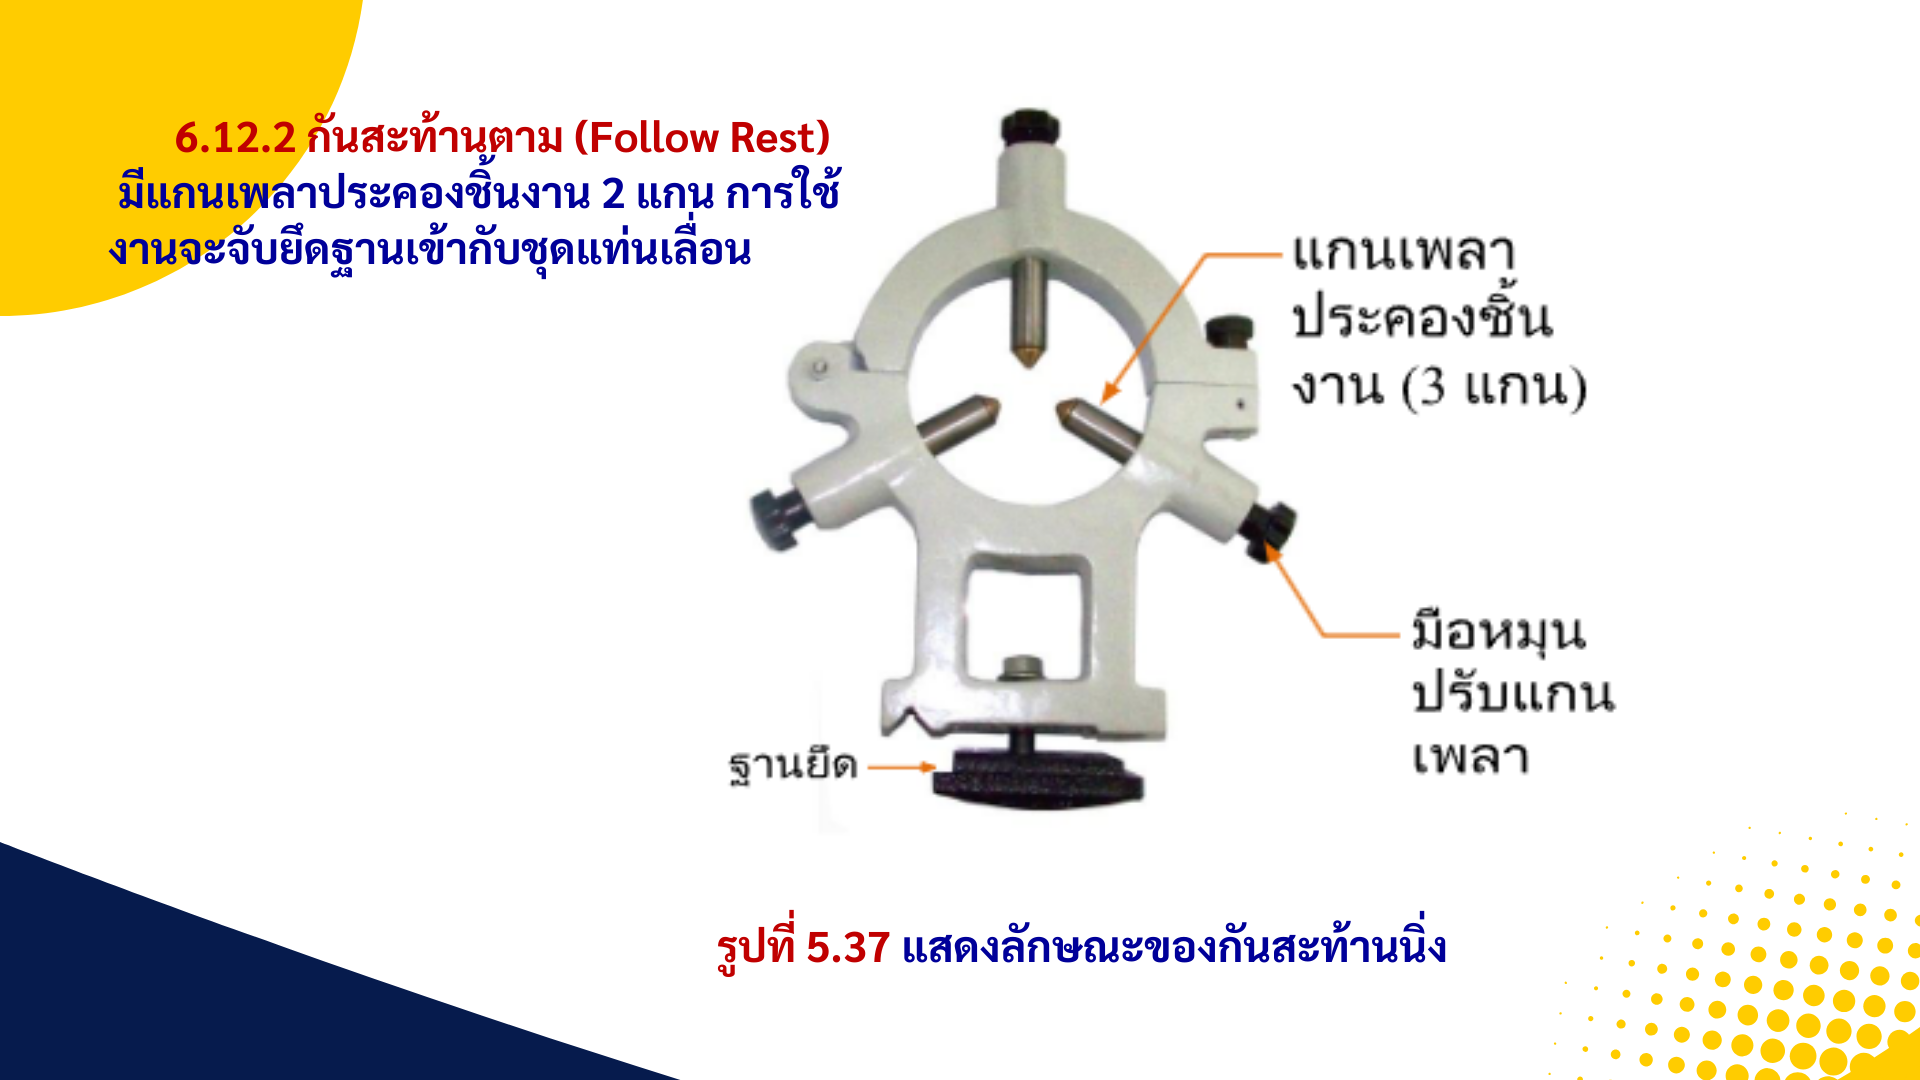 6.12.2 กันสะท้านตาม (Follow Rest)
มีแกนเพลาประคองชิ้นงาน 2 แกน การใช้
งานจะจับยึดฐานเข้ากับชุดแท่นเลื่อน
แกนเพลา
ประคองชิ้น
งาน (3 แกน)
มือหมุน
ปรับแกน
เพลา
ฐานยึด
รูปที่ 5.37 แสดงลักษณะของกันสะท้านนิ่ง